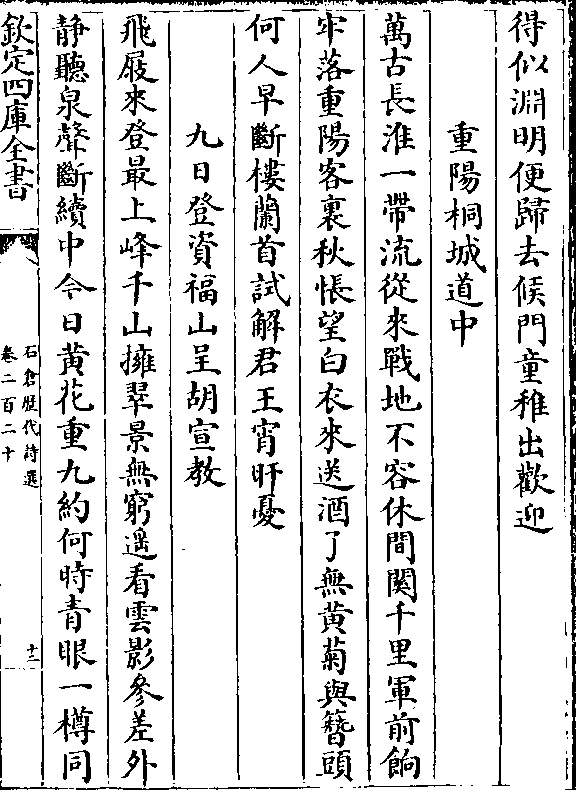 得似淵明便歸去候門童稚出歡迎
重陽桐城道中
萬古長淮一帶流從來戰地不容休間関千里軍前餉
牢落重陽客裏秋悵望白衣來送酒了無黄菊與簪頭
何人早斷樓蘭首試解君王宵旰憂
九日登資福山呈胡宣教
飛屐來登最上峰千山擁翠景無窮遥看雲影參差外
静聽泉聲斷續中今日黄花重九約何時青眼一樽同
欽定四庫全書
石倉歷代詩選
卷二百二十
十二